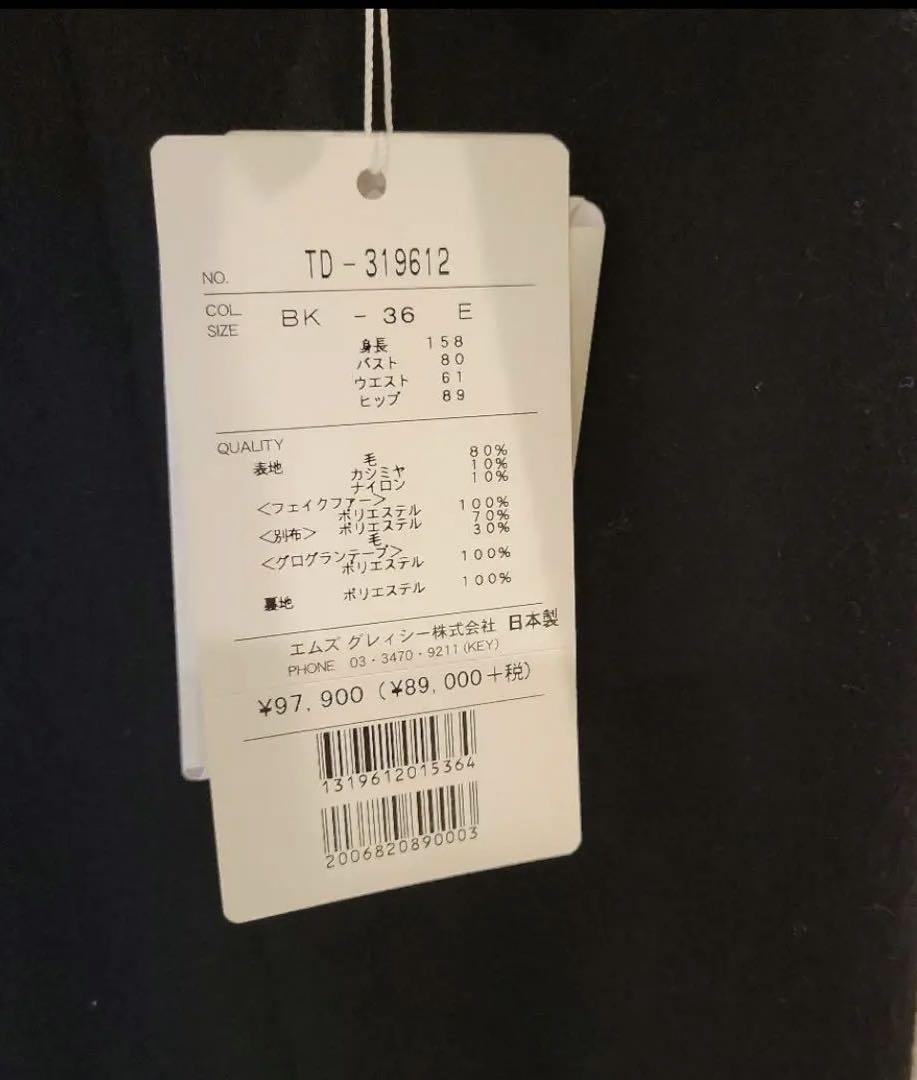 NO. TD-319612
COL. SIZE BK -36 E
身長 158
バスト 80
ウエスト 61
ヒップ 89
QUALITY
表地 毛 80%
カシミヤ 10%
ナイロン 10%
<フェイクファー>
ポリエステル 100%
<別布> ポリエステル 70%
毛 30%
<グログランテープ>
ポリエステル 100%
裏地 ポリエステル 100%
エムズ グレィシー株式会社 日本製
PHONE 03・3470・9211(KEY)
¥97,900 (¥89,000+税)
1319612015364
2006820890003